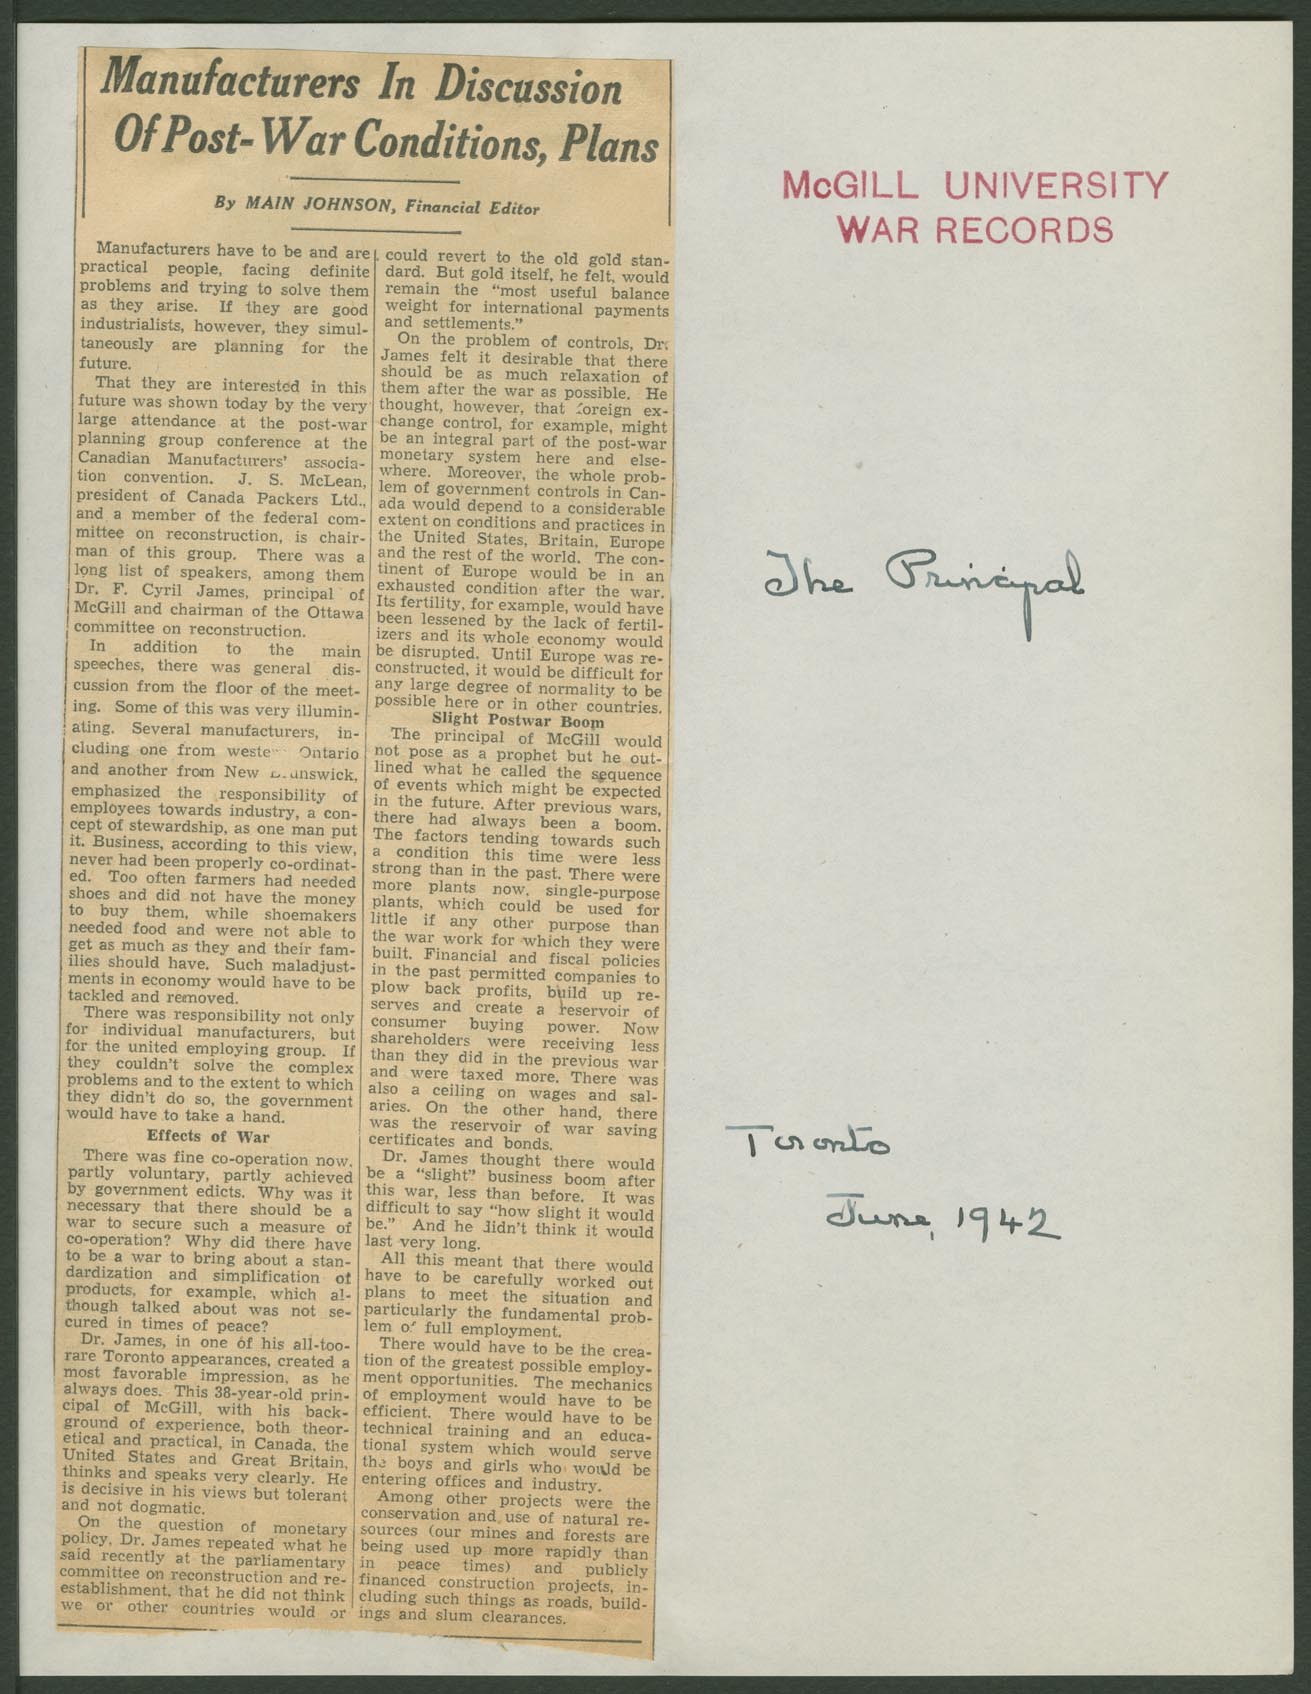 Manufacturers In Discussion
Of Post-War Conditions, Plans
By MAIN JOHNSON, Financial Editor
Manufacturers have to be and are
practical people, facing definite
problems and trying to solve them
as they arise. If they are good
industrialists, however, they simul-
taneously are planning for the
future.
That they are interested in this
future was shown today by the very
large attendance at the post-war
planning group conference at the
Canadian Manufacturers' associa-
tion convention. J. S. McLean,
president of Canada Packers Ltd.,
and a member of the federal com-
mittee on reconstruction, is chair-
man of this group. There was a
long list of speakers, among them
Dr. F. Cyril James, principal of
McGill and chairman of the Ottawa
committee on reconstruction.
In addition to the main
speeches, there was general dis-
cussion from the floor of the meet-
ing. Some of this was very illumin-
ating. Several manufacturers, in-
cluding one from weste Ontario
and another from New unswick,
emphasized the responsibility of
employees towards industry, a con-
cept of stewardship, as one man put
it. Business, according to this view,
never had been properly co-ordinat-
ed. Too often farmers had needed
shoes and did not have the money
to buy them, while shoemakers
needed food and were not able to
get as much as they and their fam-
ilies should have. Such maladjust-
ments in economy would have to be
tackled and removed.
There was responsibility not only
for individual manufacturers, but
for the united employing group. If
they couldn't solve the complex
problems and to the extent to which
they didn't do so, the government
would have to take a hand.
Effects of War
There was fine co-operation now,
partly voluntary, partly achieved
by government edicts. Why was it
necessary that there should be a
war to secure such a measure of
co-operation? Why did there have
to be a war to bring about a stan-
dardization and simplification of
products, for example, which al-
though talked about was not se-
cured in times of peace?
Dr. James, in one of his all-too-
rare Toronto appearances, created a
most favorable impression, as he
always does. This 38-year-old prin-
cipal of McGill, with his back-
ground of experience, both theor-
etical and practical, in Canada, the
United States and Great Britain,
thinks and speaks very clearly. He
is decisive in his views but tolerant
and not dogmatic.
On the question of monetary
policy, Dr. James repeated what he
said recently at the parliamentary
committee on reconstruction and re-
establishment, that he did not think
we or other countries would or
could revert to the old gold stan-
dard. But gold itself, he felt, would
remain the "most useful balance
weight for international payments
and settlements."
On the problem of controls, Dr.
James felt it desirable that there
should be as much relaxation of
them after the war as possible. He
thought, however, that foreign ex-
change control, for example, might
be an integral part of the post-war
monetary system here and else-
where. Moreover, the whole prob-
lem of government controls in Can-
ada would depend to a considerable
extent on conditions and practices in
the United States, Britain, Europe
and the rest of the world. The con-
tinent of Europe would be in an
exhausted condition after the war.
Its fertility, for example, would have
been lessened by the lack of fertil-
izers and its whole economy would
be disrupted. Until Europe was re-
constructed, it would be difficult for
any large degree of normality to be
possible here or in other countries.
Slight Postwar Boom
The principal of McGill would
not pose as a prophet but he out-
lined what he called the sequence
of events which might be expected
in the future. After previous wars,
there had always been a boom.
The factors tending towards such
a condition this time were less
strong than in the past. There were
more plants now, single-purpose
plants, which could be used for
little if any other purpose than
the war work for which they were
built. Financial and fiscal policies
in the past permitted companies to
plow back profits, build up re-
serves and create a reservoir of
consumer buying power. Now
shareholders were receiving less
than they did in the previous war
and were taxed more. There was
also a ceiling on wages and sal-
aries. On the other hand, there
was the reservoir of war saving
certificates and bonds.
Dr. James thought there would
be a "slight" business boom after
this war, less than before. It was
difficult to say "how slight it would
be." And he didn't think it would
last very long.
All this meant that there would
have to be carefully worked out
plans to meet the situation and
particularly the fundamental prob-
lem of full employment.
There would have to be the crea-
tion of the greatest possible employ-
ment opportunities. The mechanics
of employment would have to be
efficient. There would have to be
technical training and an educa-
tional system which would serve
the boys and girls who would be
entering offices and industry.
Among other projects were the
conservation and use of natural re-
sources (our mines and forests are
being used up more rapidly than
in peace times) and publicly
financed construction projects, in-
cluding such things as roads, build-
ings and slum clearances.
McGILL UNIVERSITY
WAR RECORDS
The Principal
Toronto
June, 1942